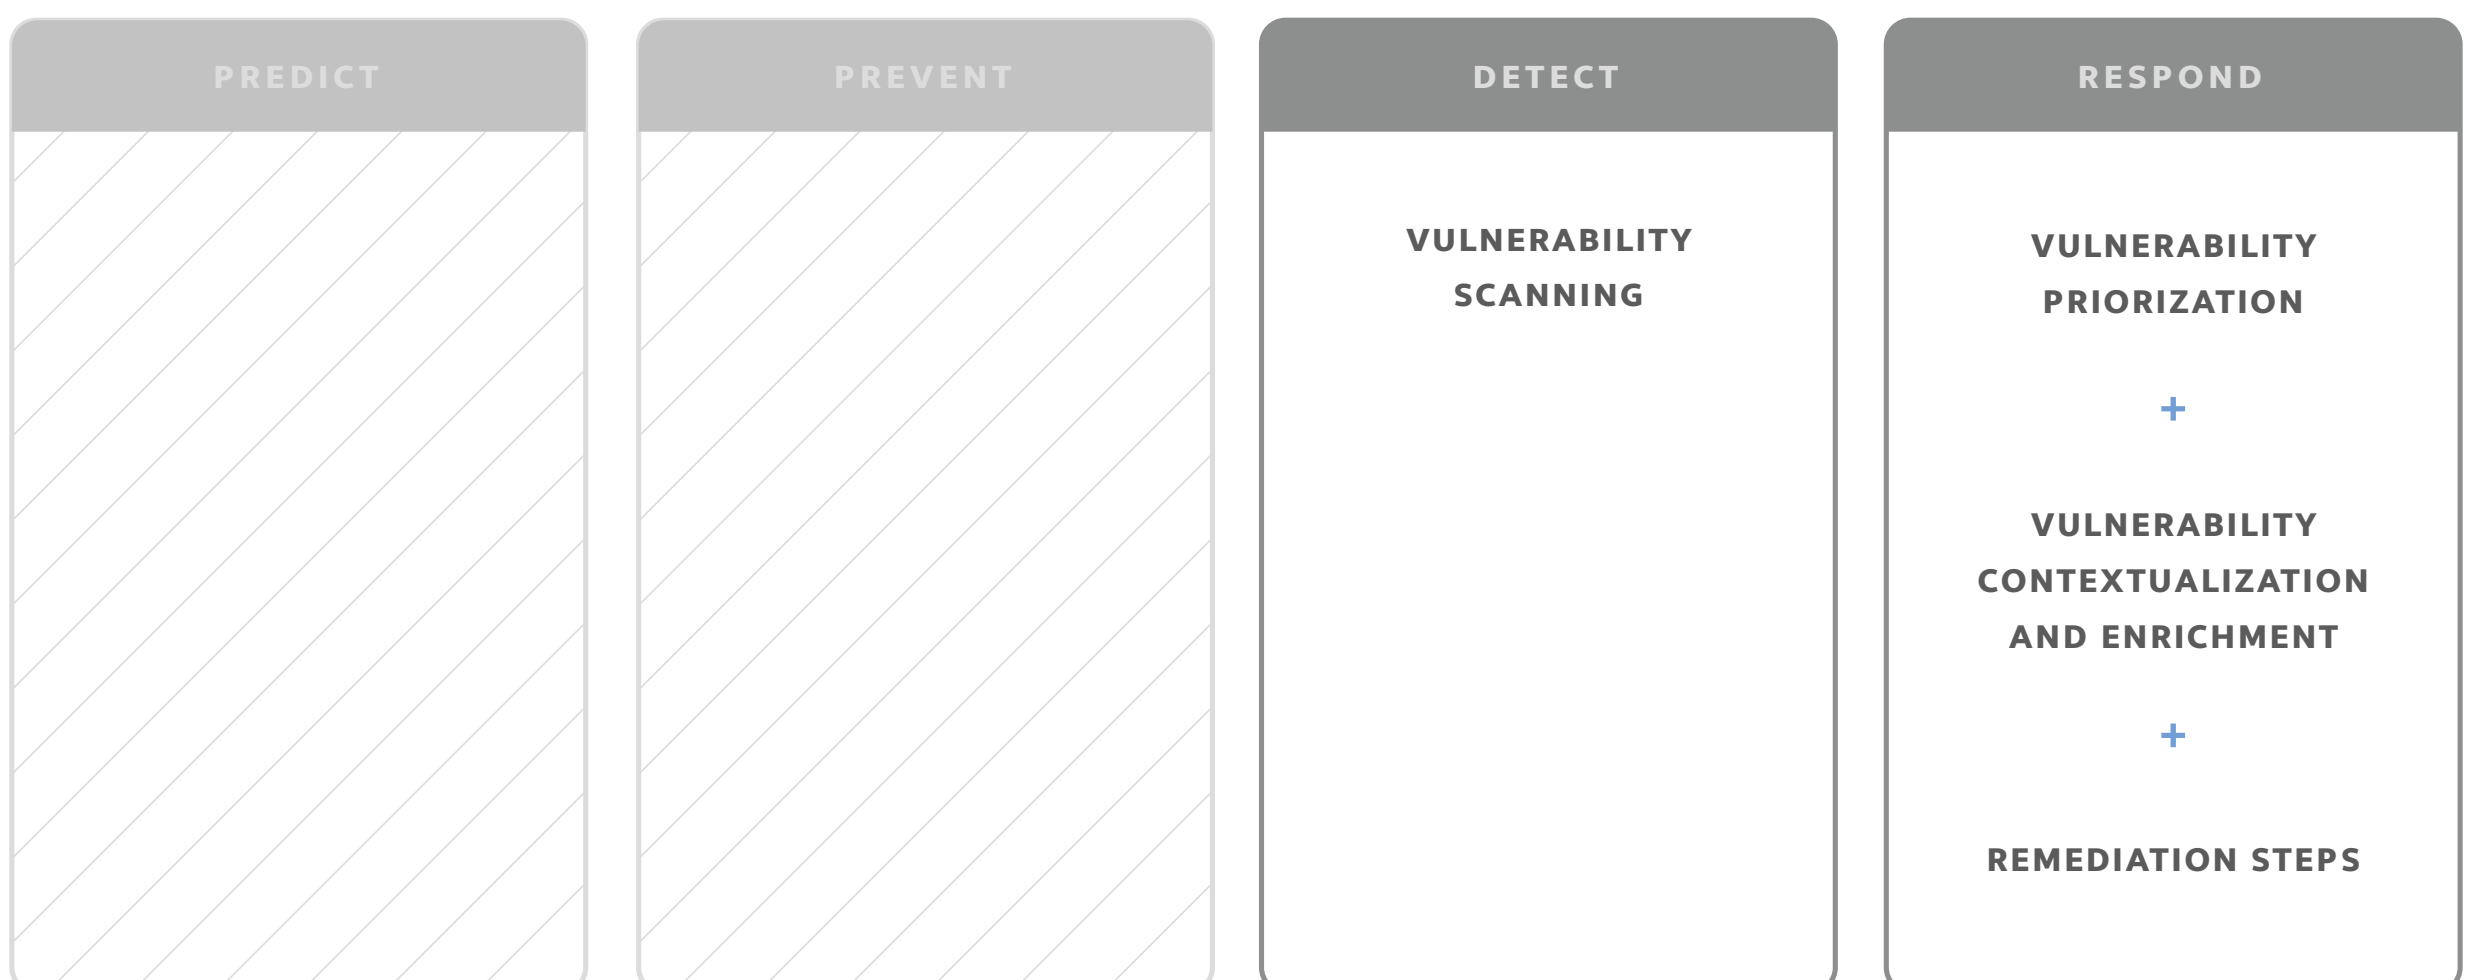 PREDICT
PREVENT
DETECT
VULNERABILITY
SCANNING
RESPOND
VULNERABILITY
PRIORIZATION
+
VULNERABILITY
CONTEXTUALIZATION
AND ENRICHMENT
+
REMEDIATION STEPS